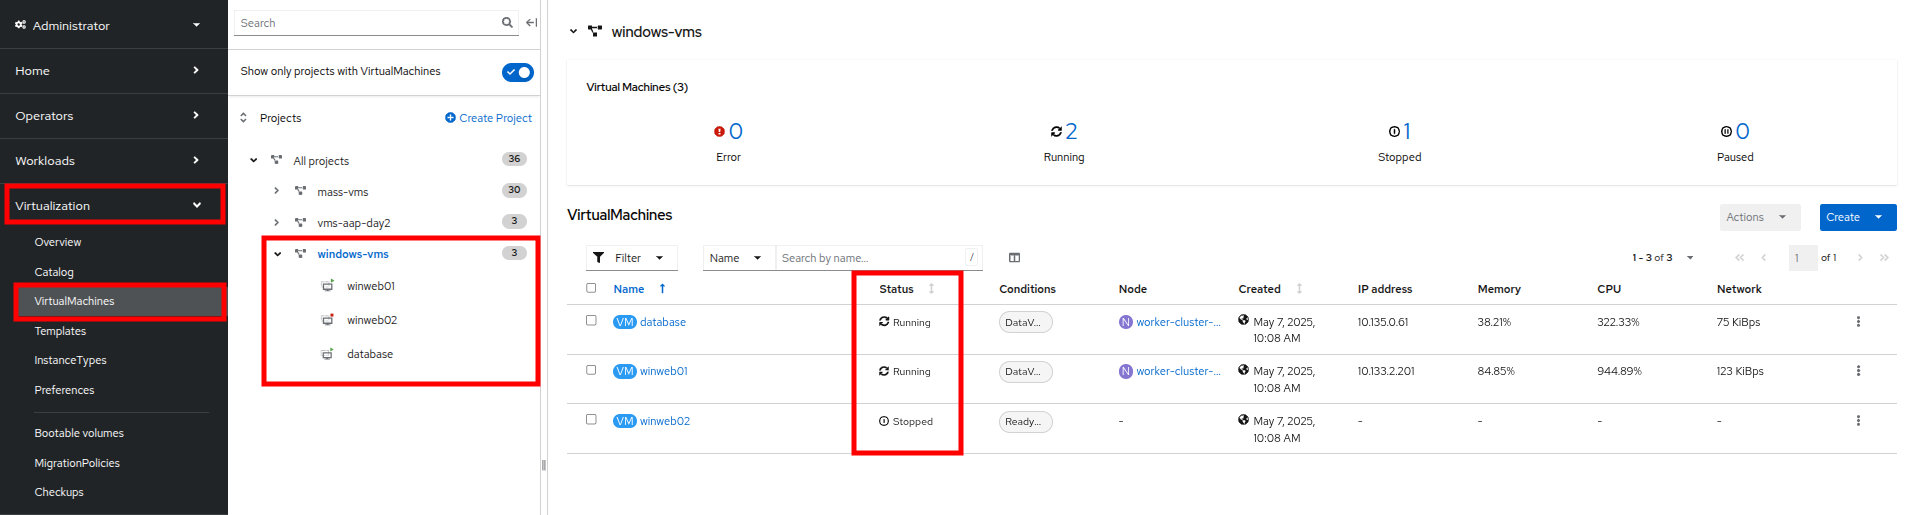 Administrator
Home
Operators
Workloads
Virtualization
Overview
Catalog
VirtualMachines
Templates
InstanceTypes
Preferences
Bootable volumes
MigrationPolicies
Checkups
Search
Show only projects with VirtualMachines
Projects Create Project
All projects 36
mass-vms 30
vms-aap-day2 3
windows-vms 3
winweb01
winweb02
database
windows-vms
Virtual Machines (3)
0 2 1 0
Error Running Stopped Paused
VirtualMachines Actions Create
Filter Name Search by name... / 1 - 3 of 3 1 of 1
Name Status Conditions Node Created IP address Memory CPU Network
VM database Running DataV... N worker-cluster-... May 7, 2025, 10.135.0.61 38.21% 322.33% 75 KiBps
10:08 AM
VM winweb01 Running DataV... N worker-cluster-... May 7, 2025, 10.133.2.201 84.85% 944.89% 123 KiBps
10:08 AM
VM winweb02 Stopped Ready... - May 7, 2025, - - - -
10:08 AM